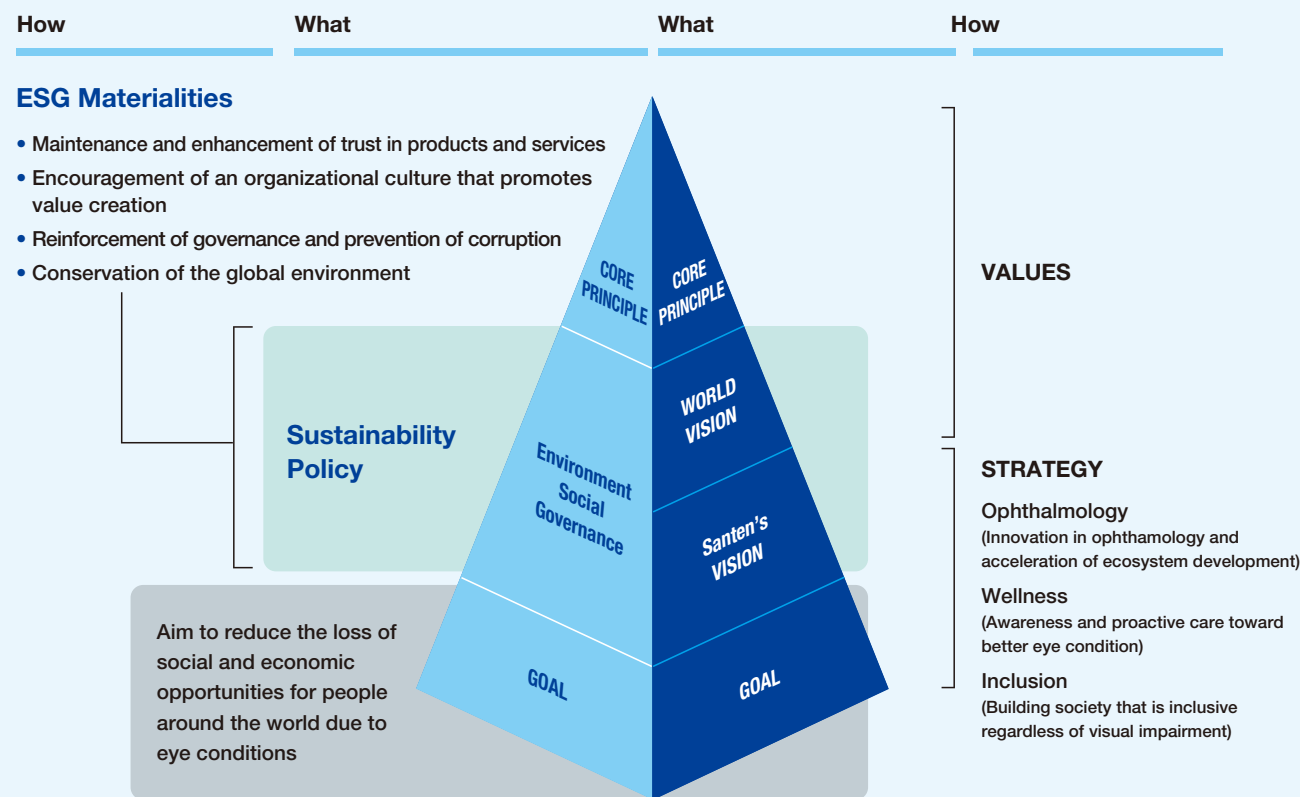 How
What
What
How
ESG Materialities
• Maintenance and enhancement of trust in products and services
• Encouragement of an organizational culture that promotes
value creation
• Reinforcement of governance and prevention of corruption
• Conservation of the global environment
Sustainability
Policy
Aim to reduce the loss of
social and economic
opportunities for people
around the world due to
eye conditions
CORE
PRINCIPLE
Environment
Social
Governance
GOAL
CORE
PRINCIPLE
WORLD
VISION
Santen's
VISION
GOAL
VALUES
STRATEGY
Ophthalmology
(Innovation in ophthamology and
acceleration of ecosystem development)
Wellness
(Awareness and proactive care toward
better eye condition)
Inclusion
(Building society that is inclusive
regardless of visual impairment)